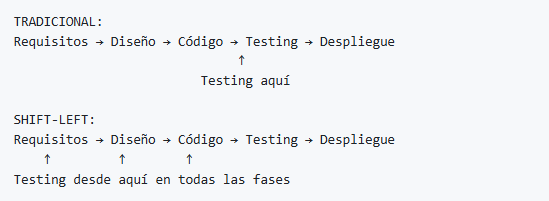 TRADICIONAL:
Requisitos → Diseño → Código → Testing → Despliegue
↑
Testing aquí
SHIFT-LEFT:
Requisitos → Diseño → Código → Testing → Despliegue
↑ ↑ ↑
Testing desde aquí en todas las fases